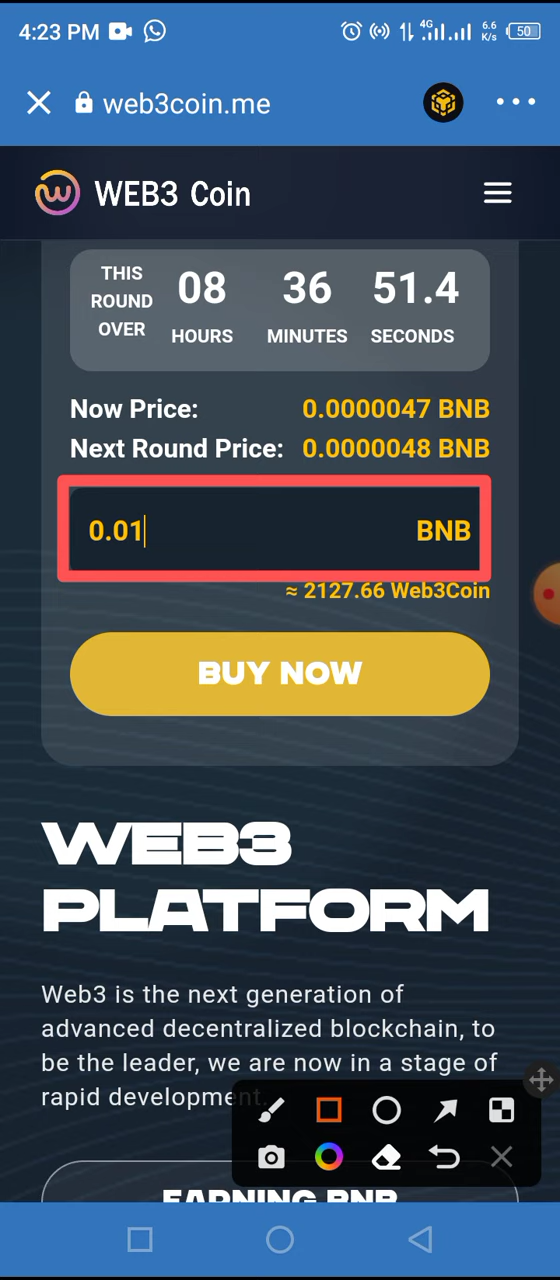 4:23 PM 4G 6.6 K/s 50
web3coin.me
WEB3 Coin
THIS ROUND OVER
08 36 51.4
HOURS MINUTES SECONDS
Now Price: 0.0000047 BNB
Next Round Price: 0.0000048 BNB
0.01 BNB
≈ 2127.66 Web3Coin
BUY NOW
WEB3
PLATFORM
Web3 is the next generation of
advanced decentralized blockchain, to
be the leader, we are now in a stage of
rapid development.
EARNING BNB